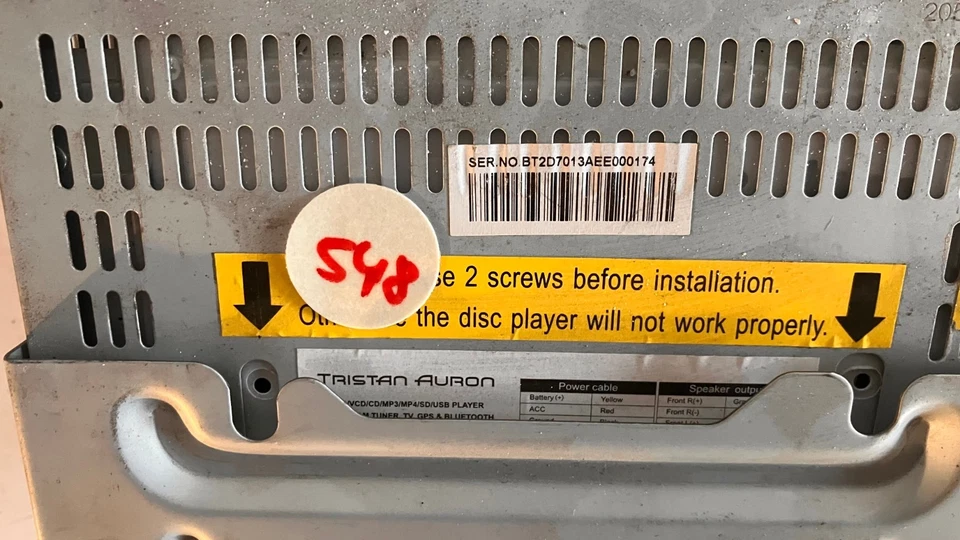 205
SER.NO.BT2D7013AEE000174
548
se 2 screws before installation.
the disc player will not work properly.
TRISTAN AURON
/VCD/CD/MP3/MP4/SD/USB PLAYER
M TUNER, TV, GPS & BLUETOOTH
Power cable
Speaker outpu
Battery(+) Yellow Front R(+)
ACC Red Front R(-)